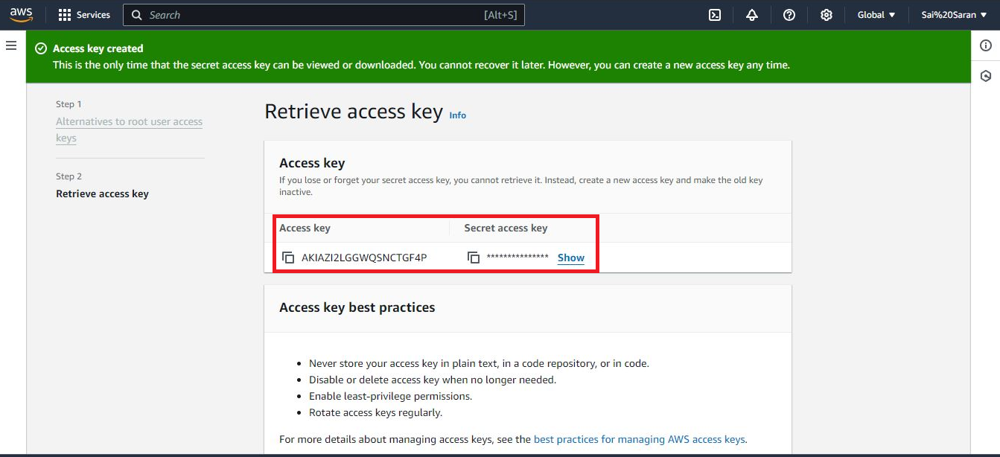 aws
Services
Search
[Alt+S]
Global
Sai%20Saran
Access key created
This is the only time that the secret access key can be viewed or downloaded. You cannot recover it later. However, you can create a new access key any time.
Step 1
Alternatives to root user access
keys
Step 2
Retrieve access key
Retrieve access key Info
Access key
If you lose or forget your secret access key, you cannot retrieve it. Instead, create a new access key and make the old key
inactive.
Access key Secret access key
AKIAZI2LGGWQSNCTGF4P *************** Show
Access key best practices
• Never store your access key in plain text, in a code repository, or in code.
• Disable or delete access key when no longer needed.
• Enable least-privilege permissions.
• Rotate access keys regularly.
For more details about managing access keys, see the best practices for managing AWS access keys.